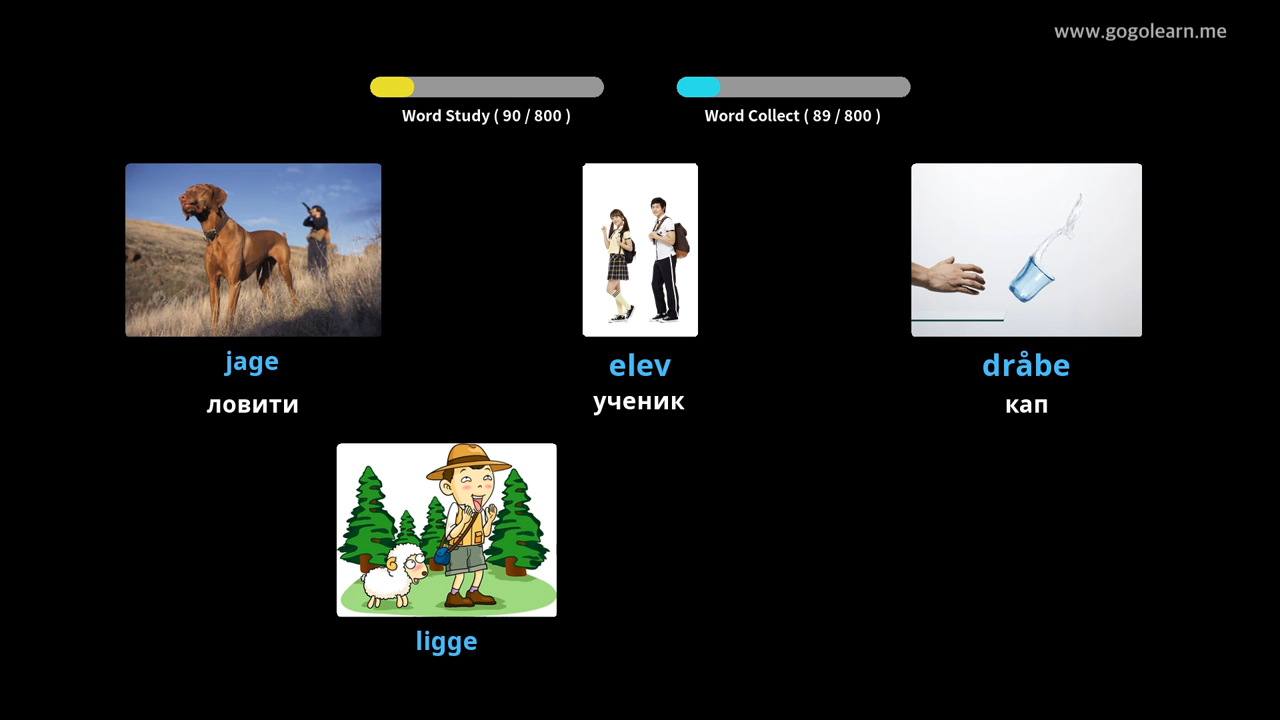 www.gogolearn.me
Word Study ( 90 / 800 )
Word Collect ( 89 / 800 )
jage
elev
dråbe
ловити
ученик
кап
ligge